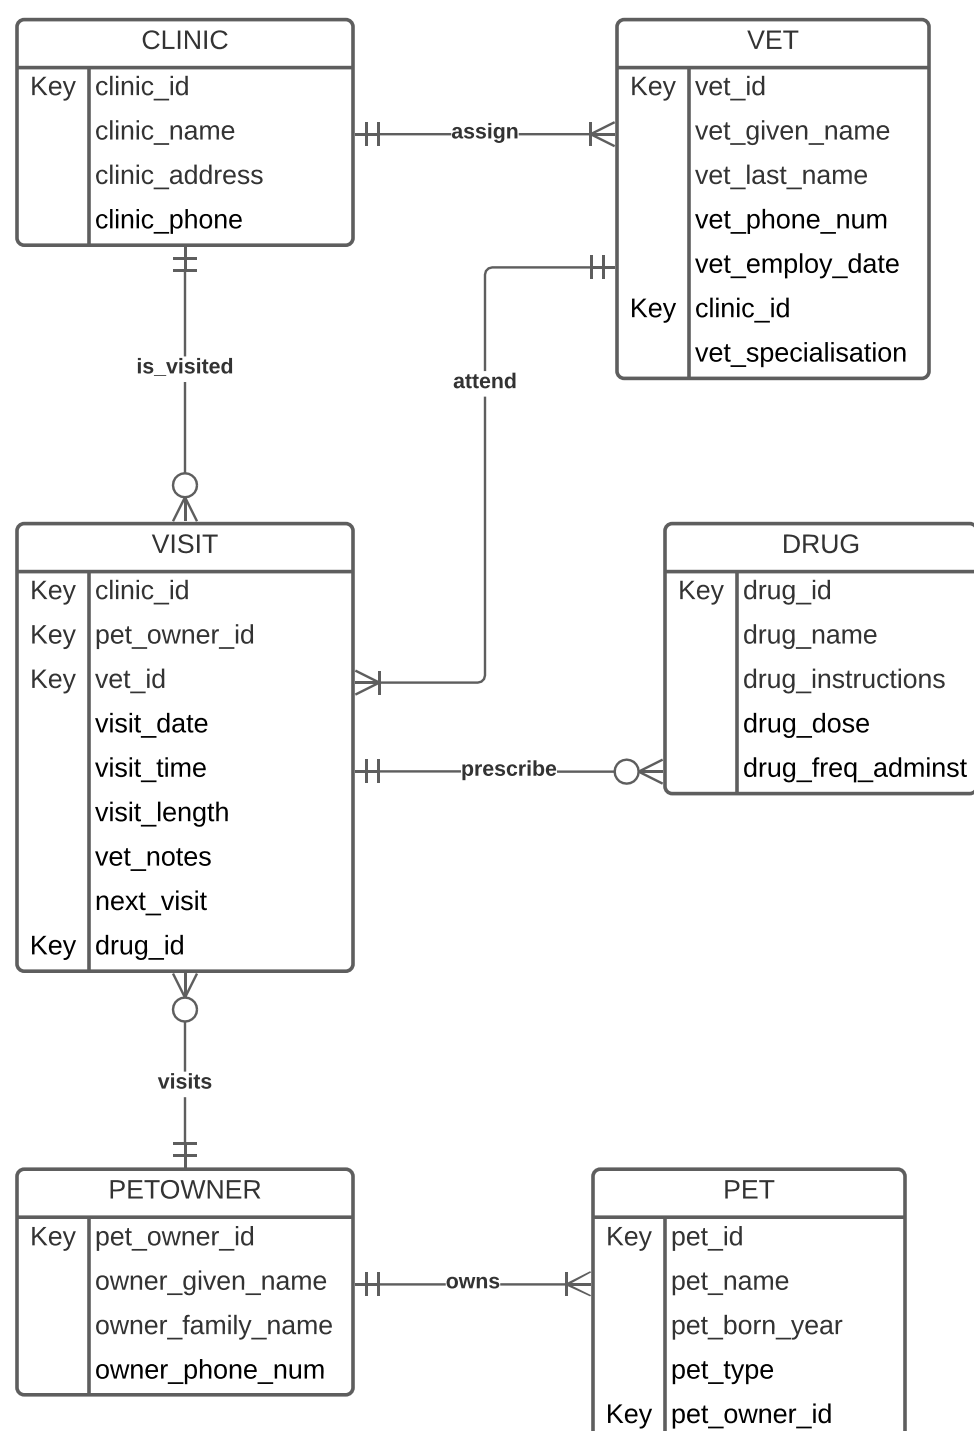 CLINIC
Key clinic_id
clinic_name
clinic_address
clinic_phone
assign
VET
Key vet_id
vet_given_name
vet_last_name
vet_phone_num
vet_employ_date
Key clinic_id
vet_specialisation
is_visited
attend
VISIT
Key clinic_id
Key pet_owner_id
Key vet_id
visit_date
visit_time
visit_length
vet_notes
next_visit
Key drug_id
prescribe
DRUG
Key drug_id
drug_name
drug_instructions
drug_dose
drug_freq_adminst
visits
PETOWNER
Key pet_owner_id
owner_given_name
owner_family_name
owner_phone_num
owns
PET
Key pet_id
pet_name
pet_born_year
pet_type
Key pet_owner_id